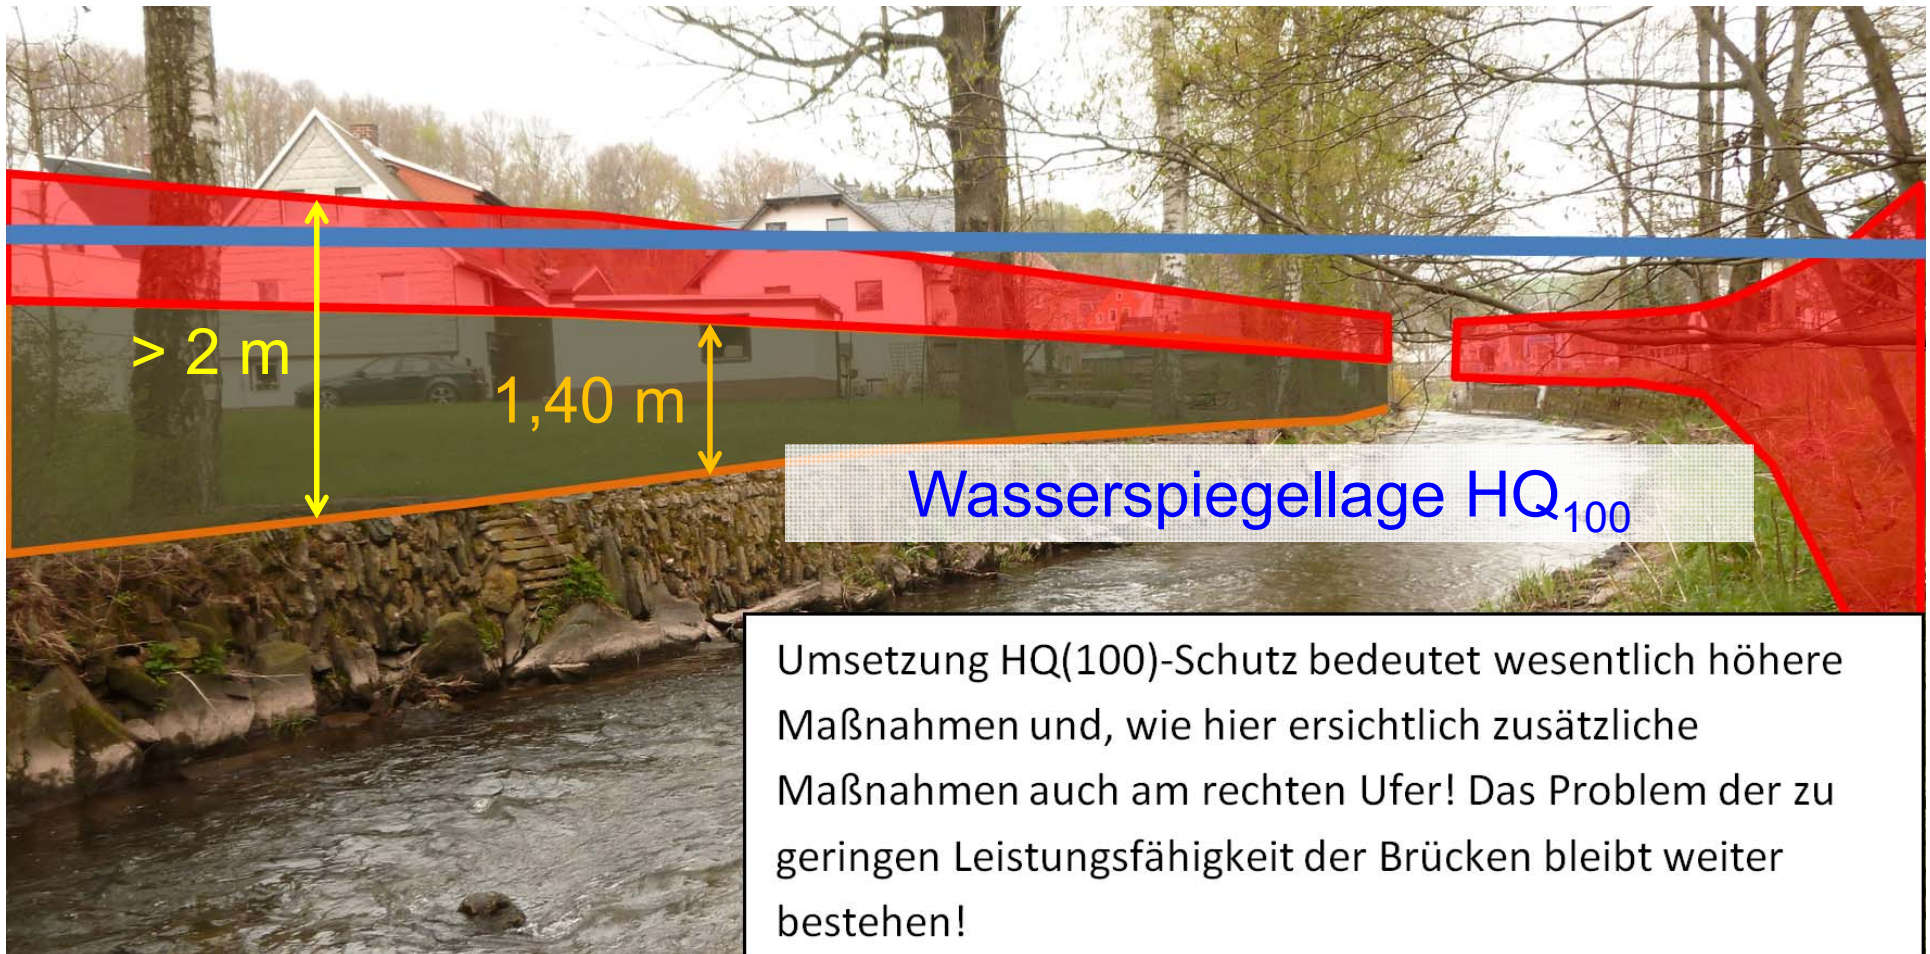 > 2 m
1,40 m
Wasserspiegellage HQ₁₀₀
Umsetzung HQ(100)-Schutz bedeutet wesentlich höhere
Maßnahmen und, wie hier ersichtlich zusätzliche
Maßnahmen auch am rechten Ufer! Das Problem der zu
geringen Leistungsfähigkeit der Brücken bleibt weiter
bestehen!